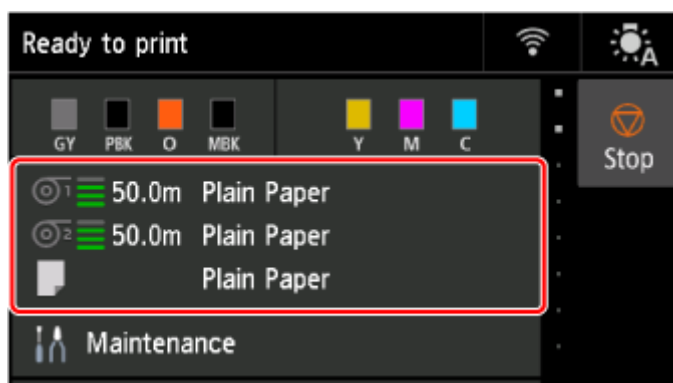 Ready to print
A
GY PBK O MBK Y M C
Stop
1 50.0m Plain Paper
2 50.0m Plain Paper
Plain Paper
Maintenance